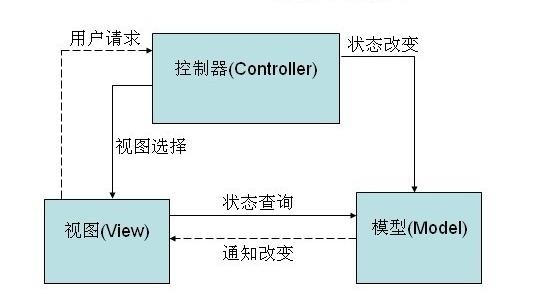 用户请求
状态改变
控制器(Controller)
视图选择
状态查询
视图(View)
模型(Model)
通知改变